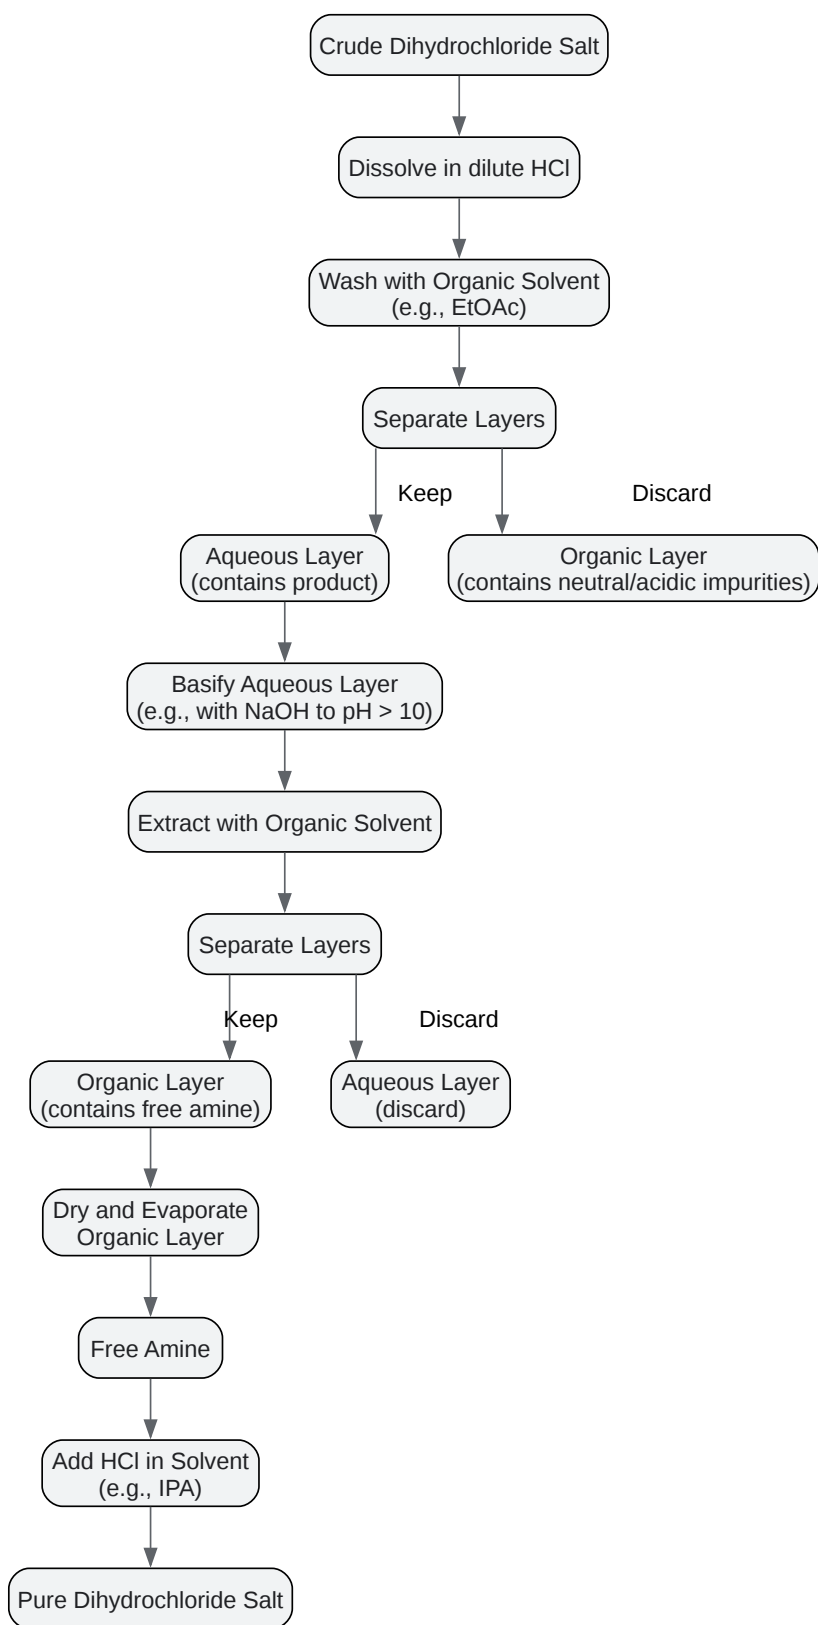 Crude Dihydrochloride Salt
Dissolve in dilute HCl
Wash with Organic Solvent
(e.g., EtOAc)
Separate Layers
Keep
Discard
Aqueous Layer
(contains product)
Organic Layer
(contains neutral/acidic impurities)
Basify Aqueous Layer
(e.g., with NaOH to pH > 10)
Extract with Organic Solvent
Separate Layers
Keep
Discard
Organic Layer
(contains free amine)
Aqueous Layer
(discard)
Dry and Evaporate
Organic Layer
Free Amine
Add HCl in Solvent
(e.g., IPA)
Pure Dihydrochloride Salt